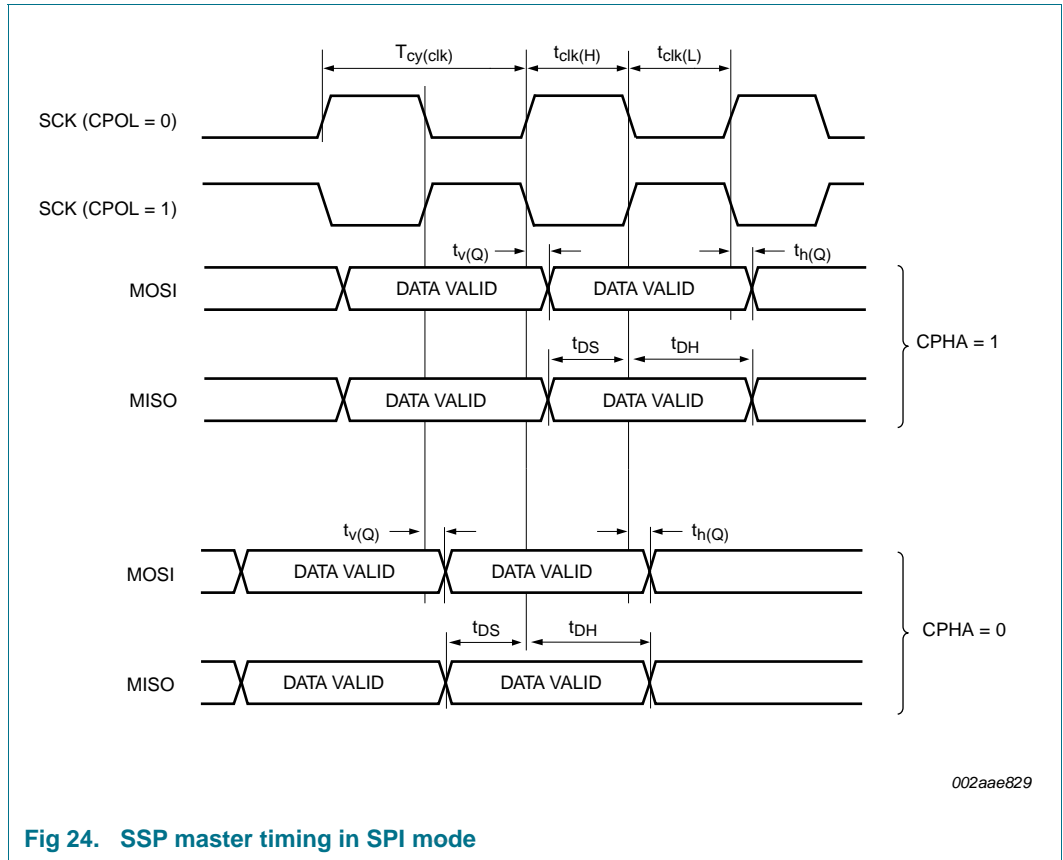 Tcy(clk) tclk(H) tclk(L)
SCK (CPOL = 0)
SCK (CPOL = 1)
tv(Q) th(Q)
MOSI DATA VALID DATA VALID
tDS tDH
CPHA = 1
MISO DATA VALID DATA VALID
tv(Q) th(Q)
MOSI DATA VALID DATA VALID
tDS tDH
CPHA = 0
MISO DATA VALID DATA VALID
002aae829
Fig 24. SSP master timing in SPI mode